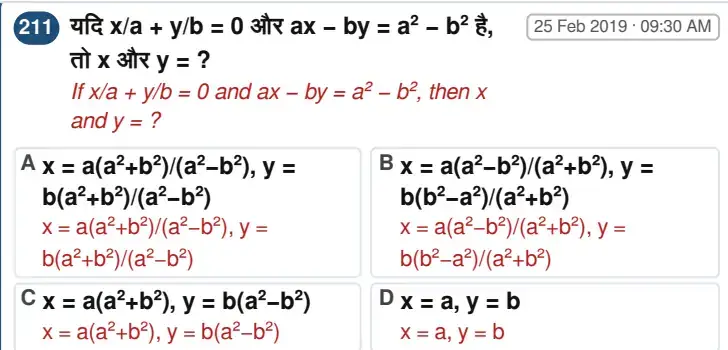 211 यदि x/a + y/b = 0 और ax − by = a² − b² है, 25 Feb 2019 · 09:30 AM
तो x और y = ?
If x/a + y/b = 0 and ax − by = a² − b², then x
and y = ?
A x = a(a²+b²)/(a²−b²), y =
b(a²+b²)/(a²−b²)
x = a(a²+b²)/(a²−b²), y =
b(a²+b²)/(a²−b²)
B x = a(a²−b²)/(a²+b²), y =
b(b²−a²)/(a²+b²)
x = a(a²−b²)/(a²+b²), y =
b(b²−a²)/(a²+b²)
C x = a(a²+b²), y = b(a²−b²)
x = a(a²+b²), y = b(a²−b²)
D x = a, y = b
x = a, y = b